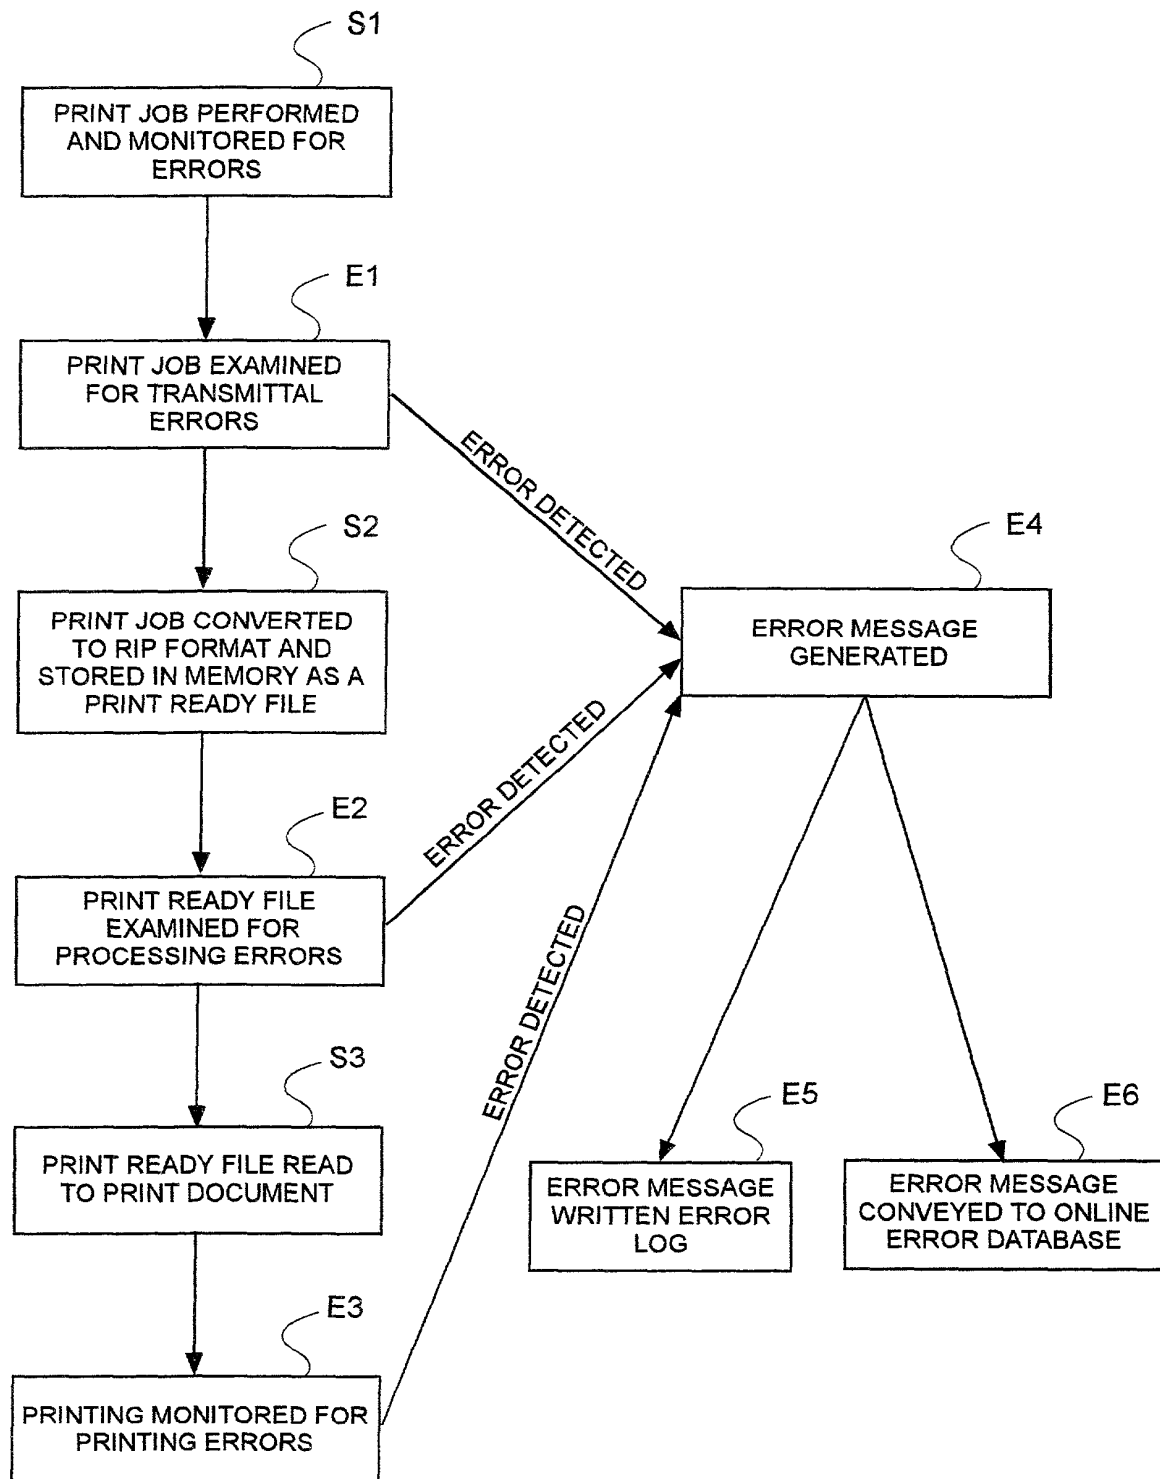 S1
PRINT JOB PERFORMED
AND MONITORED FOR
ERRORS
E1
PRINT JOB EXAMINED
FOR TRANSMITTAL
ERRORS
ERROR DETECTED
S2
PRINT JOB CONVERTED
TO RIP FORMAT AND
STORED IN MEMORY AS A
PRINT READY FILE
E4
ERROR MESSAGE
GENERATED
ERROR DETECTED
E2
PRINT READY FILE
EXAMINED FOR
PROCESSING ERRORS
ERROR DETECTED
S3
PRINT READY FILE READ
TO PRINT DOCUMENT
E5
ERROR MESSAGE
WRITTEN ERROR
LOG
E6
ERROR MESSAGE
CONVEYED TO ONLINE
ERROR DATABASE
E3
PRINTING MONITORED FOR
PRINTING ERRORS